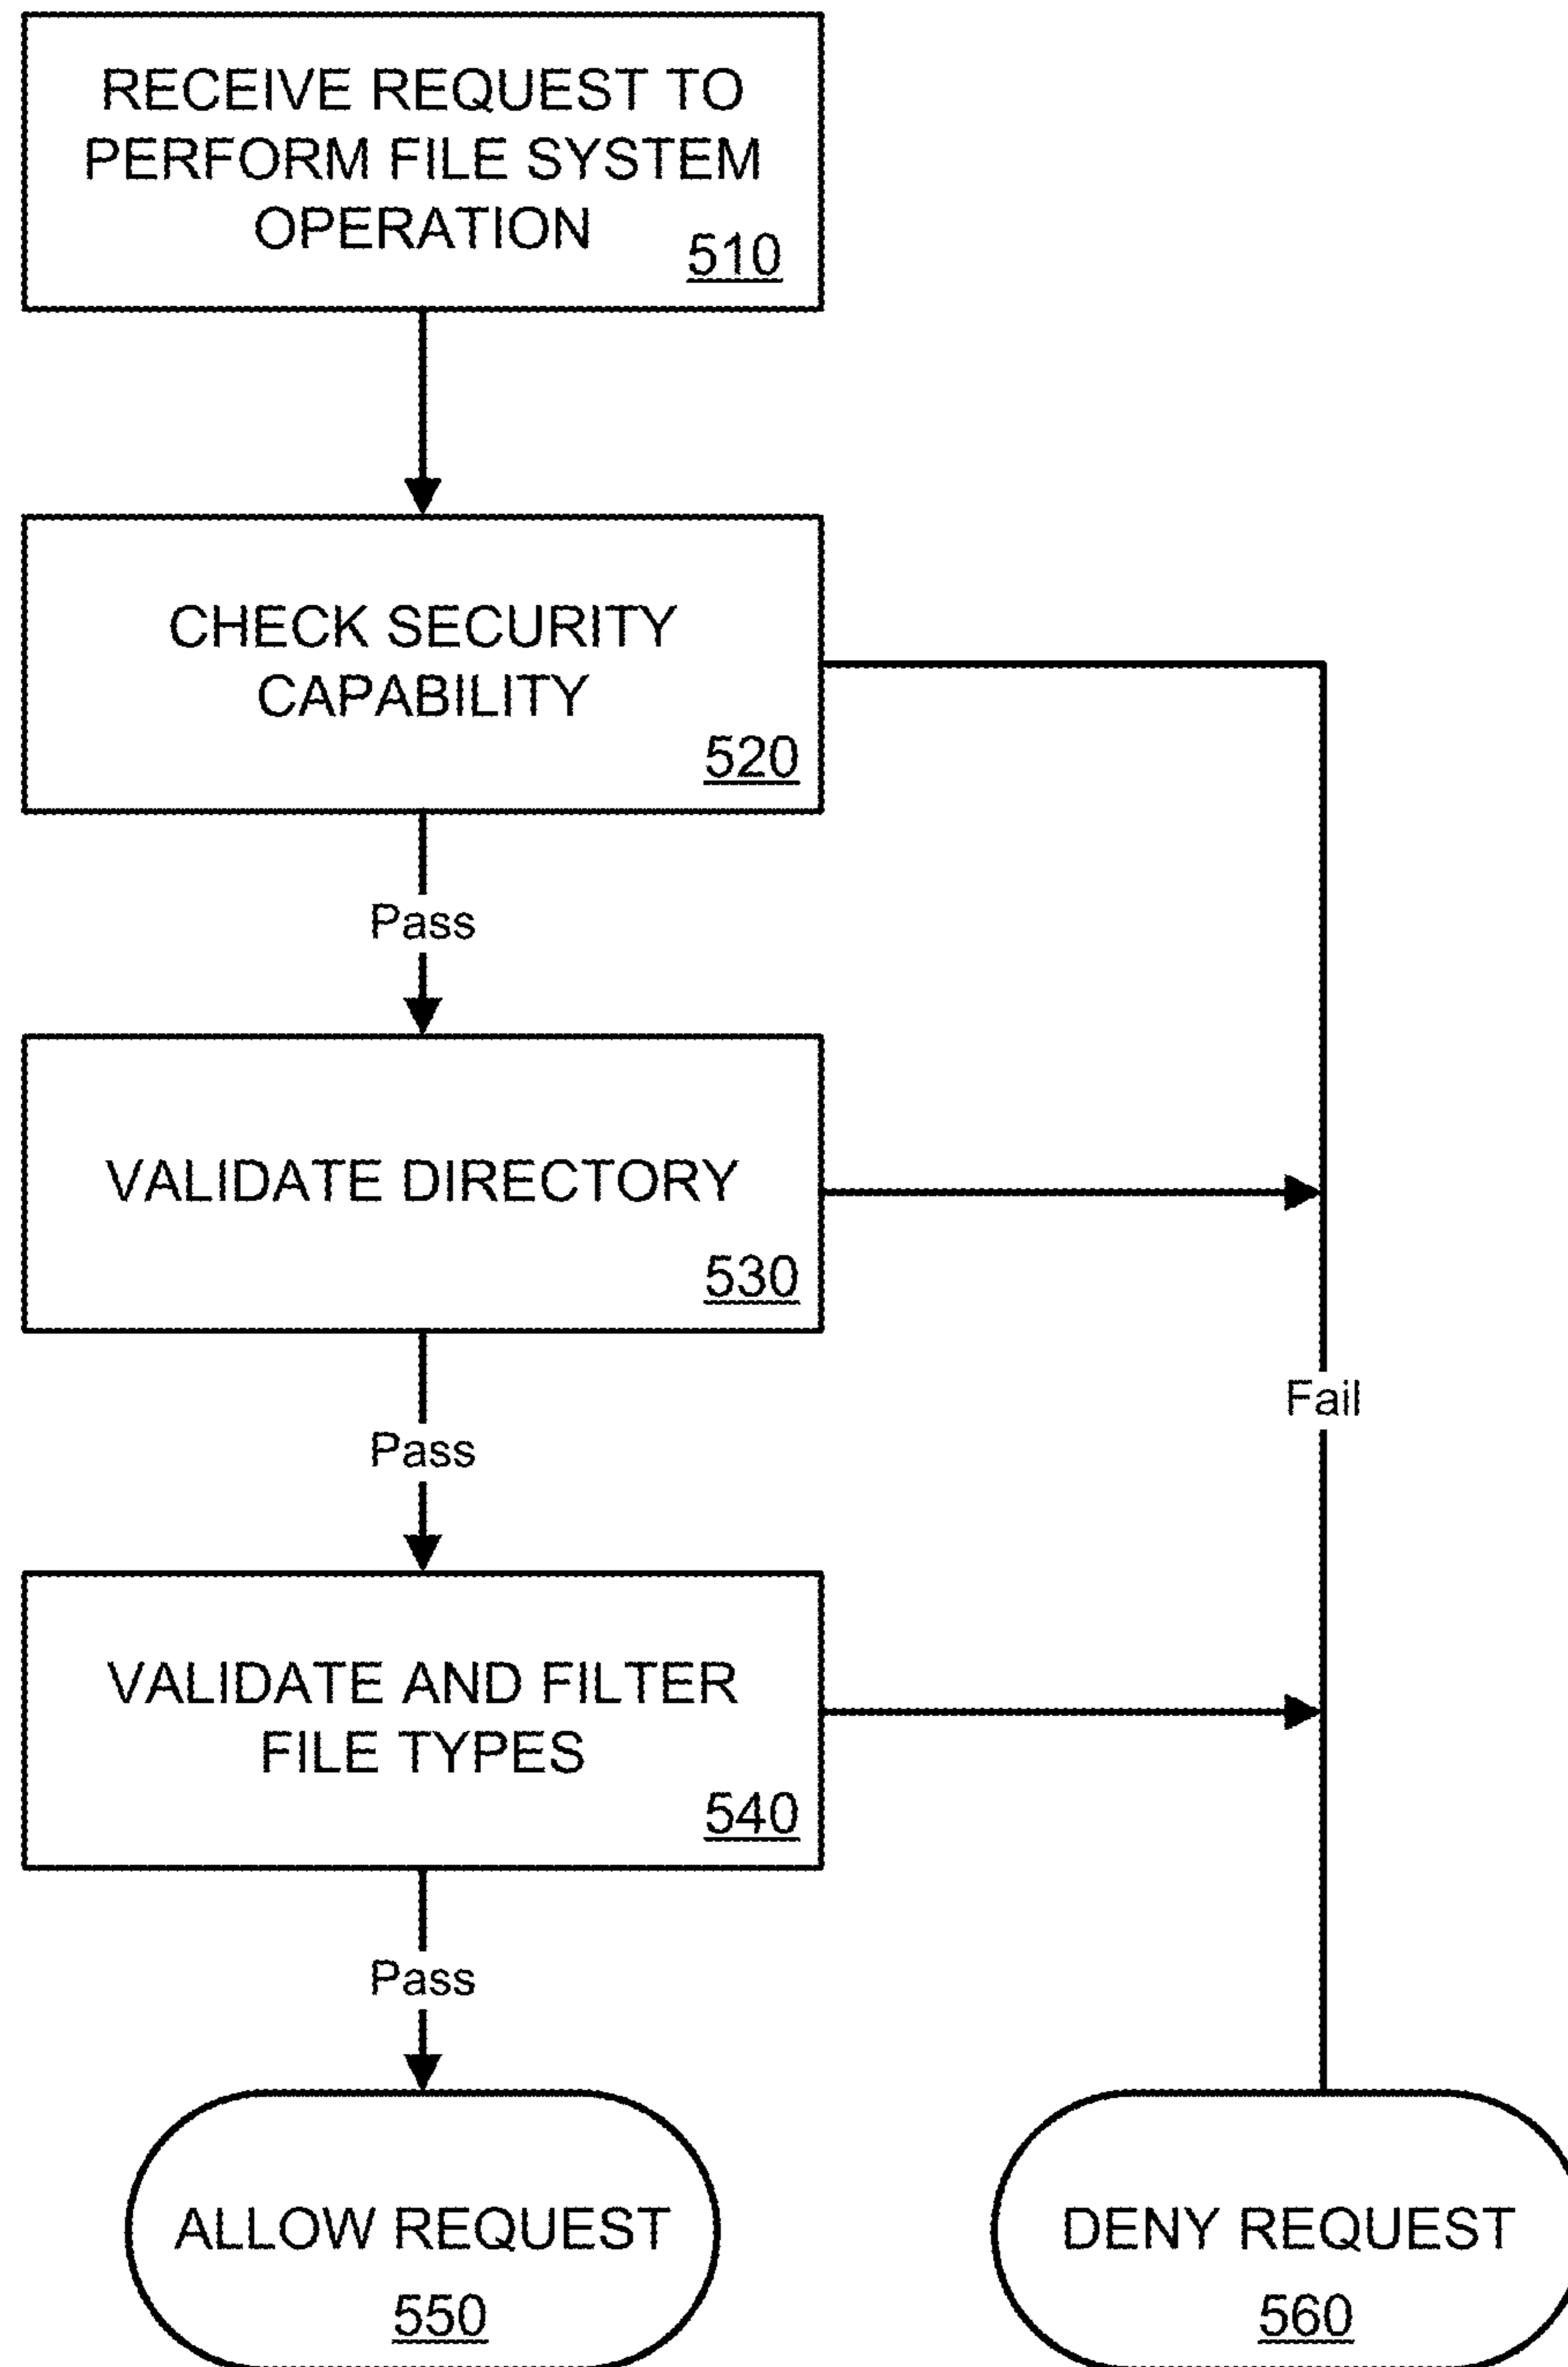 RECEIVE REQUEST TO
PERFORM FILE SYSTEM
OPERATION
510
CHECK SECURITY
CAPABILITY
520
Pass
VALIDATE DIRECTORY
530
Fail
Pass
VALIDATE AND FILTER
FILE TYPES
540
Pass
ALLOW REQUEST
550
DENY REQUEST
560